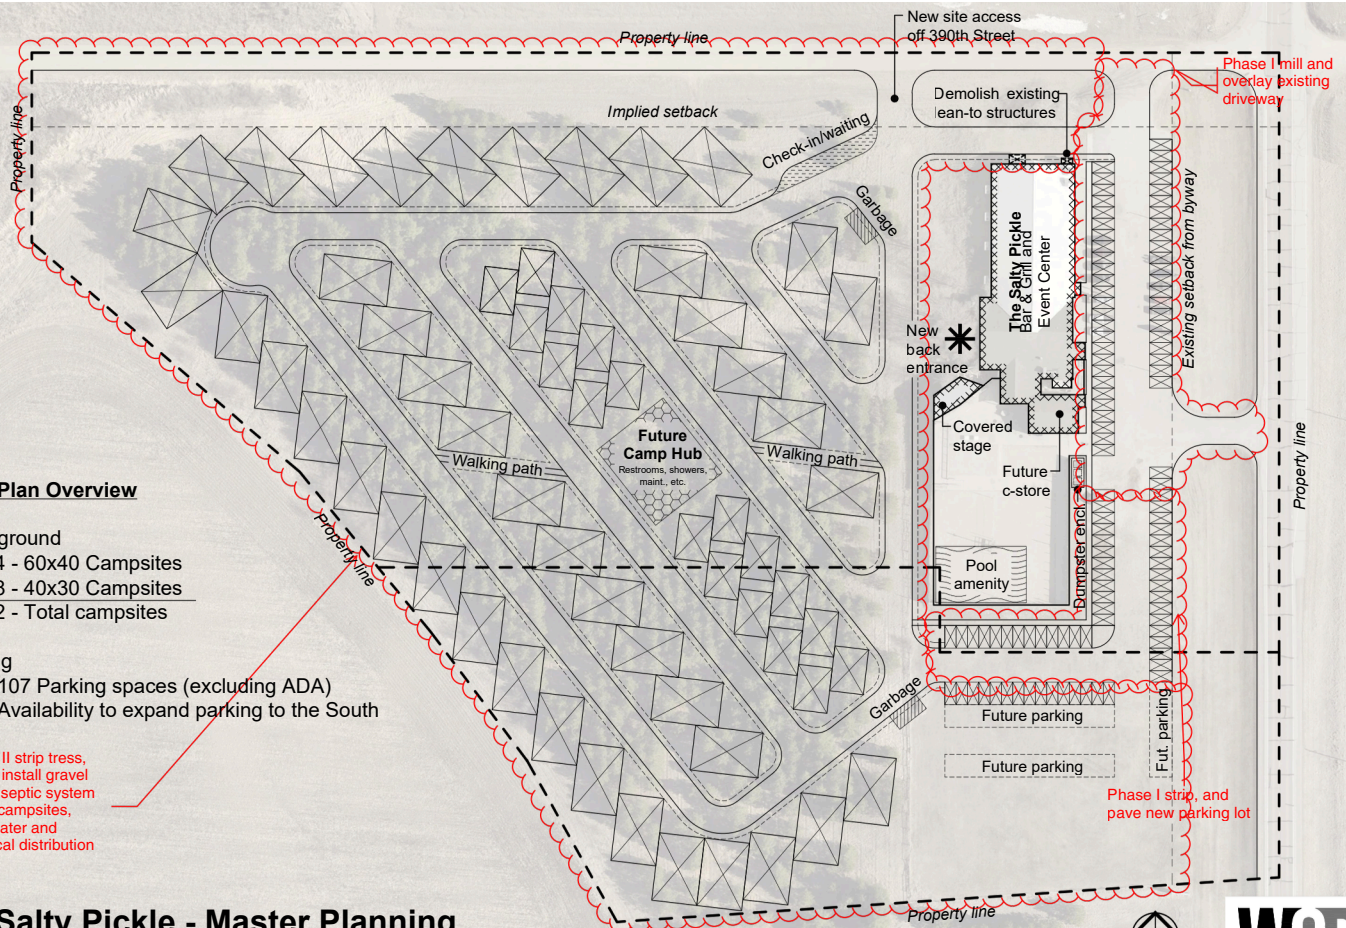 New site access
off 390th Street
Property line
Phase I mill and
overlay existing
driveway
Demolish existing
lean-to structures
Implied setback
Property line
Check-in/waiting
Garbage
The Salty Pickle
Bar & Grill and
Event Center
Existing setback from byway
New
back
entrance
Covered
stage
Future
c-store
Future
Camp Hub
Restrooms, showers,
maint., etc.
Walking path
Walking path
Property line
Plan Overview
ground
4 - 60x40 Campsites
3 - 40x30 Campsites
2 - Total campsites
g
107 Parking spaces (excluding ADA)
Availability to expand parking to the South
Property line
Pool
amenity
Dumpster encl.
Garbage
Future parking
Future parking
Fut. parking
II strip tress,
install gravel
septic system
campsites,
ater and
cal distribution
Phase I strip, and
pave new parking lot
Property line
Salty Pickle - Master Planning